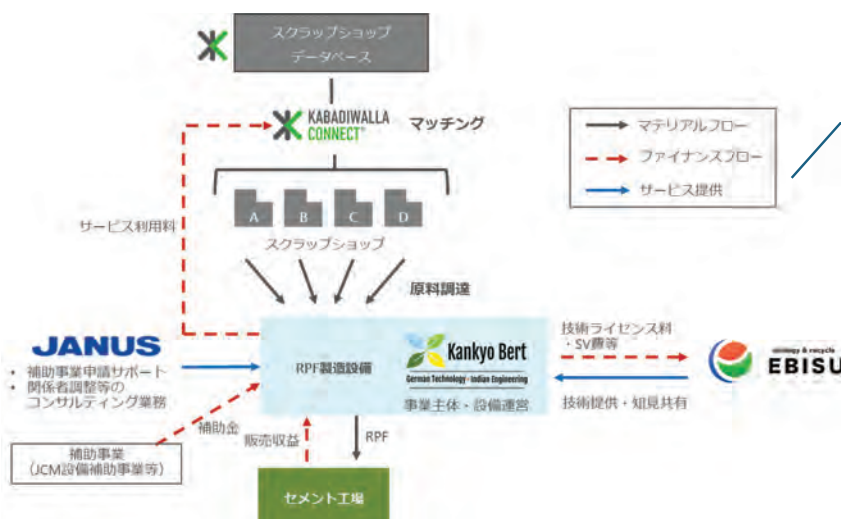 スクラップショップ
データベース
KABADIWALLA
CONNECT®
マッチング
マテリアルフロー
ファイナンスフロー
サービス提供
A B C D
サービス利用料
スクラップショップ
原料調達
JANUS
• 補助事業申請サポート
• 関係者調整等の
コンサルティング業務
RPF製造設備
Kankyo Bert
German Technology - Indian Engineering
事業主体・設備運営
技術ライセンス料
・SV費等
energy & recycle
EBISU
技術提供・知見共有
補助金
販売収益
RPF
補助事業
（JCM設備補助事業等）
セメント工場